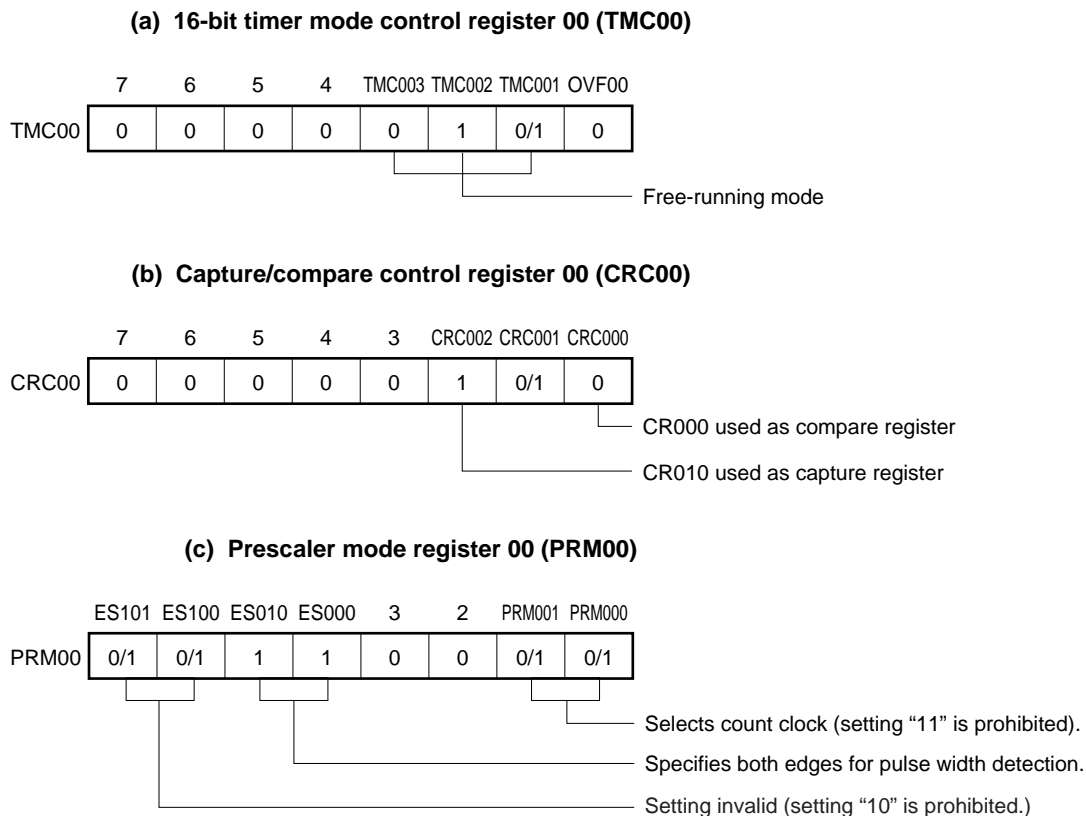 (a) 16-bit timer mode control register 00 (TMC00)
7 6 5 4 TMC003 TMC002 TMC001 OVF00
TMC00 0 0 0 0 0 1 0/1 0
Free-running mode
(b) Capture/compare control register 00 (CRC00)
7 6 5 4 3 CRC002 CRC001 CRC000
CRC00 0 0 0 0 0 1 0/1 0
CR000 used as compare register
CR010 used as capture register
(c) Prescaler mode register 00 (PRM00)
ES101 ES100 ES010 ES000 3 2 PRM001 PRM000
PRM00 0/1 0/1 1 1 0 0 0/1 0/1
Selects count clock (setting “11” is prohibited).
Specifies both edges for pulse width detection.
Setting invalid (setting “10” is prohibited.)